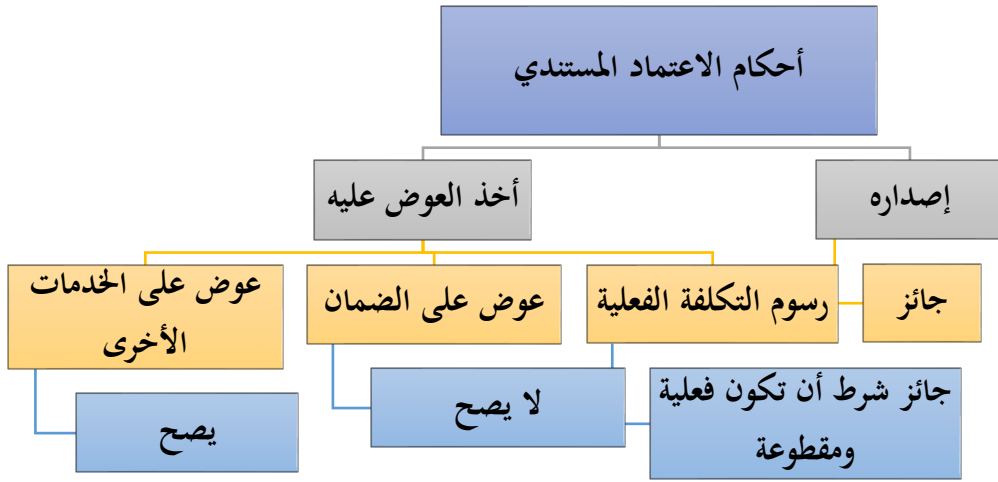 أحكام الاعتماد المستندي
إصداره
أخذ العوض عليه
جائز
رسوم التكلفة الفعلية
عوض على الضمان
عوض على الخدمات
الأخرى
جائز شرط أن تكون فعلية
ومقطوعة
لا يصح
يصح